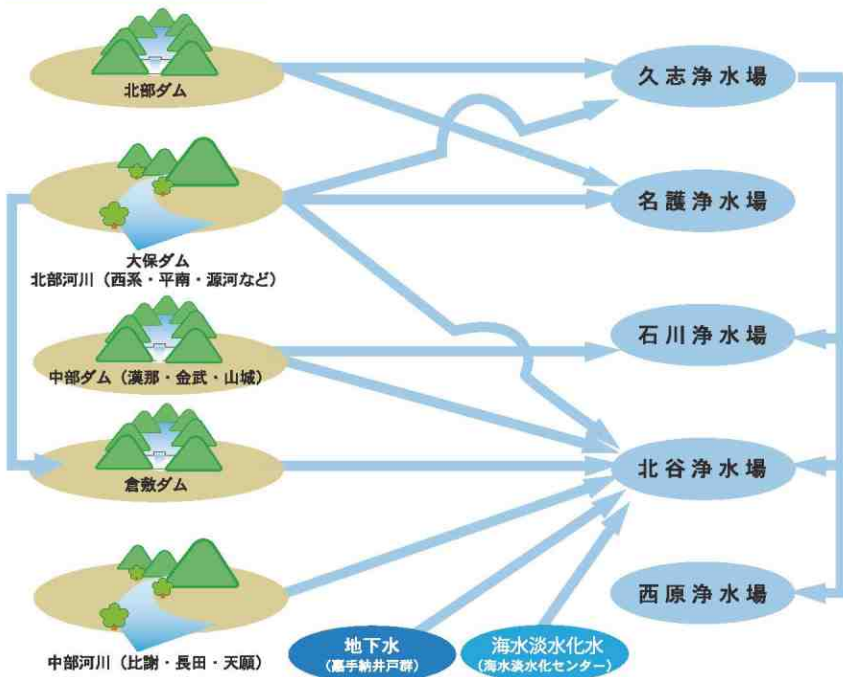 北部ダム
久志浄水場
名護浄水場
大保ダム
北部河川（西系・平南・源河など）
石川浄水場
中部ダム（漢那・金武・山城）
北谷浄水場
倉敷ダム
西原浄水場
中部河川（比謝・長田・天願）
地下水
（嘉手納井戸群）
海水淡水化水
（海水淡水化センター）